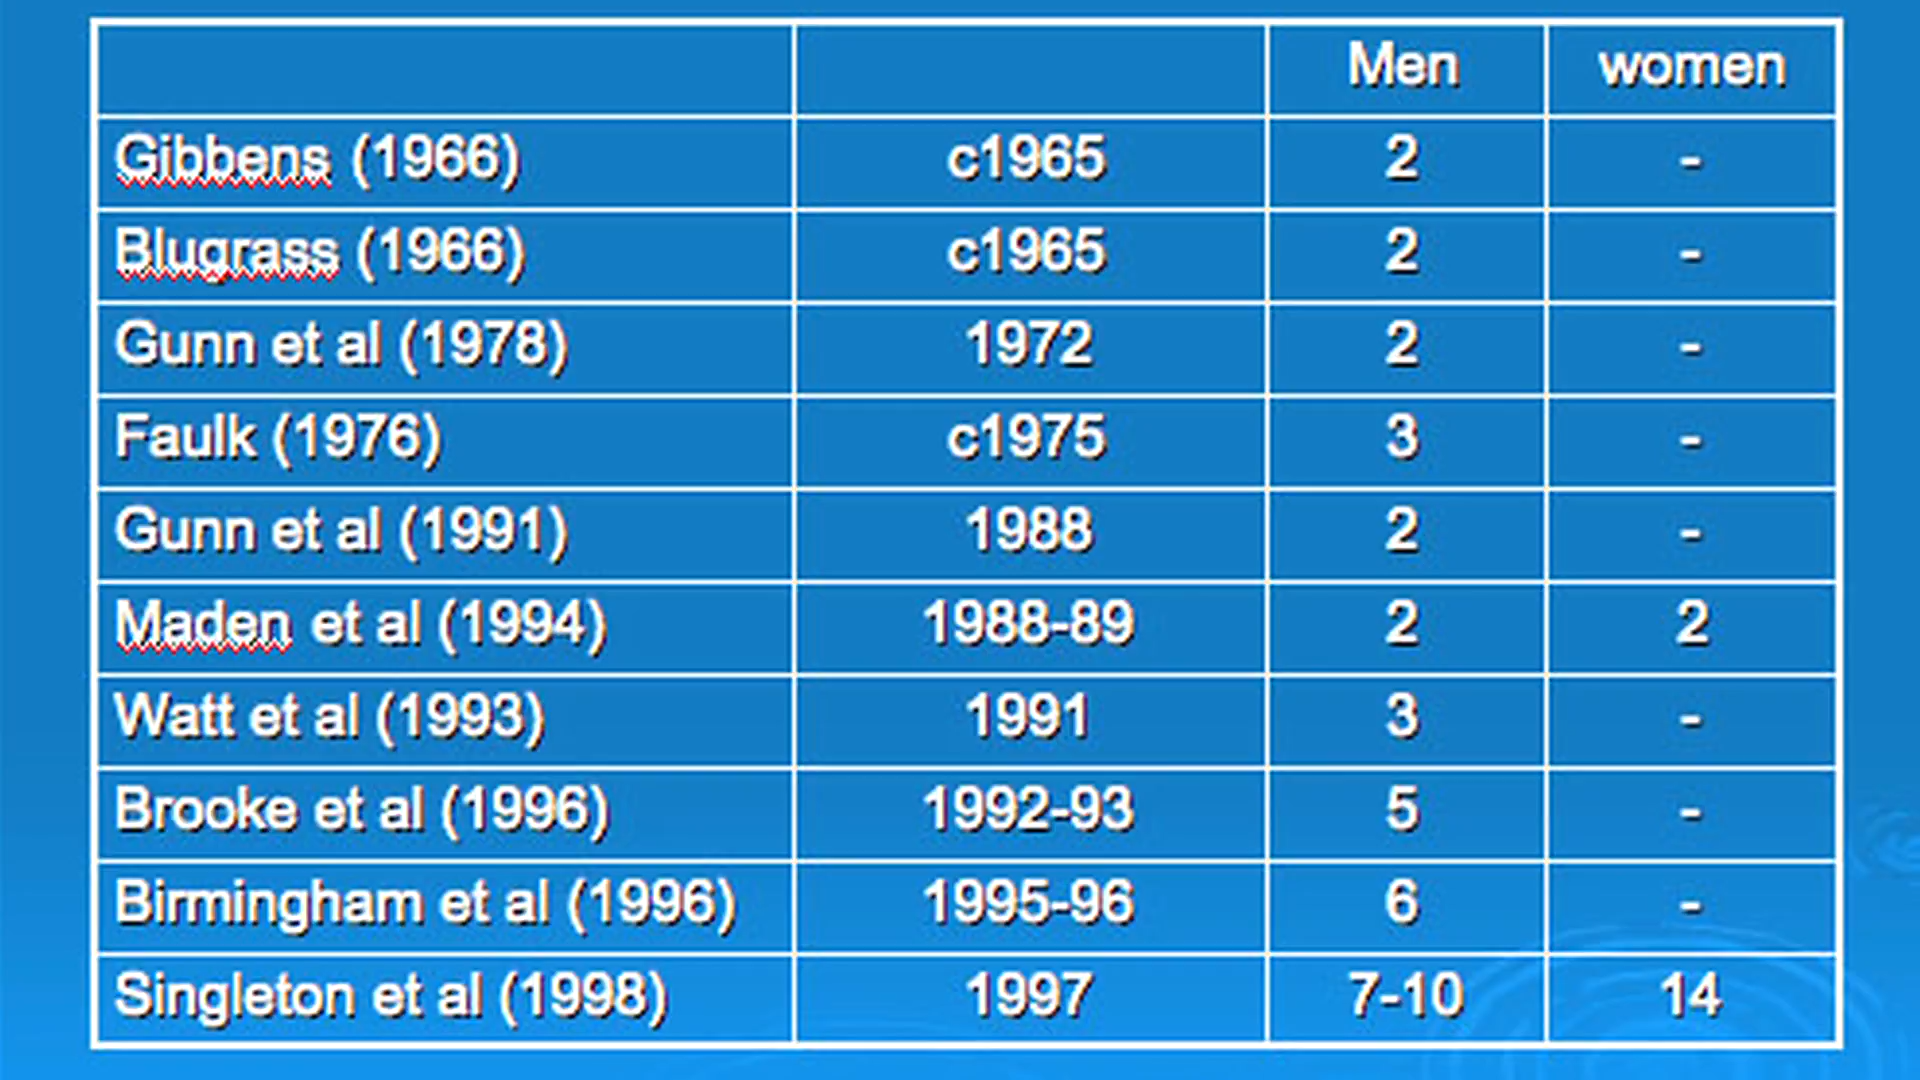 Men women
Gibbens (1966) c1965 2 -
Blugrass (1966) c1965 2 -
Gunn et al (1978) 1972 2 -
Faulk (1976) c1975 3 -
Gunn et al (1991) 1988 2 -
Maden et al (1994) 1988-89 2 2
Watt et al (1993) 1991 3 -
Brooke et al (1996) 1992-93 5 -
Birmingham et al (1996) 1995-96 6 -
Singleton et al (1998) 1997 7-10 14